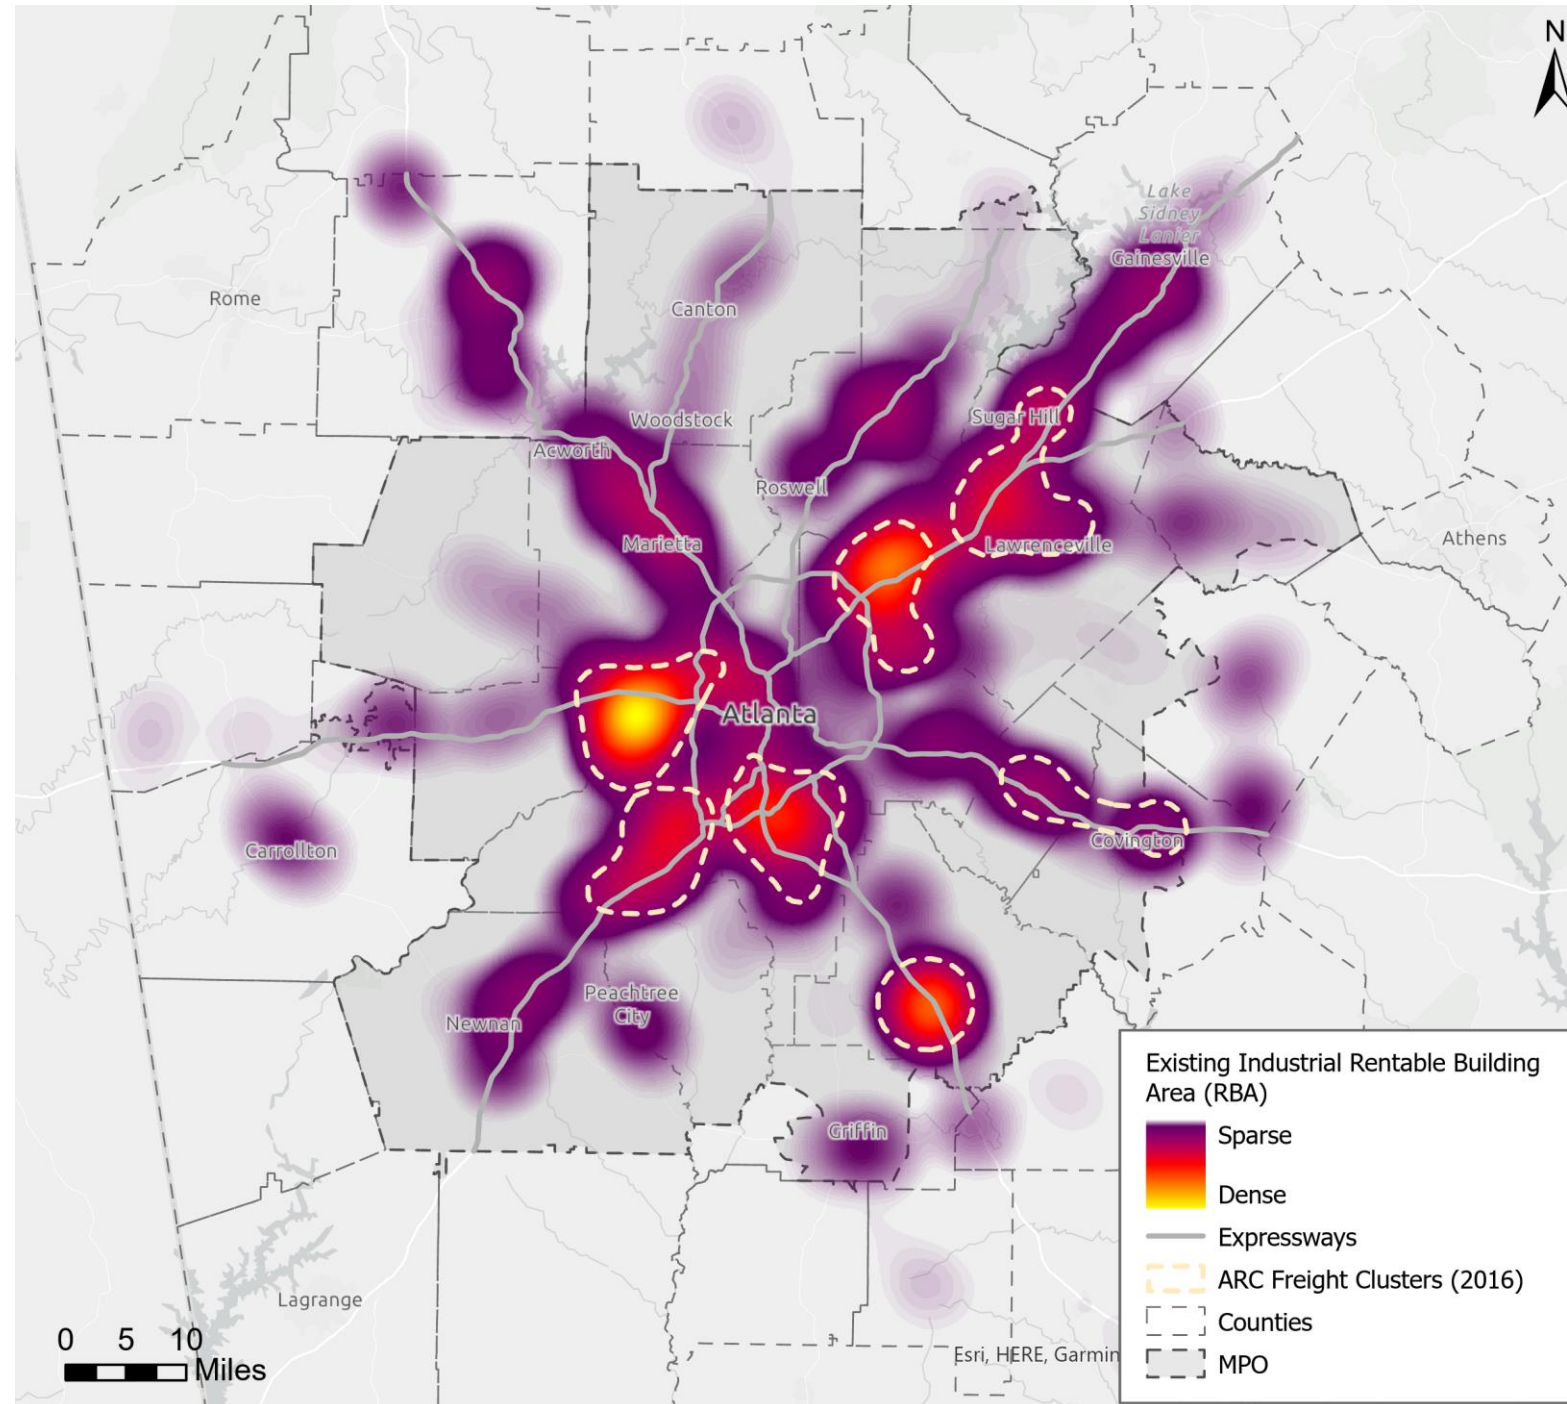 N
Lake
Sidney
Lanier
Gainesville
Rome
Canton
Woodstock
Sugar Hill
Acworth
Roswell
Marietta
Lawrenceville
Athens
Atlanta
Covington
Carrollton
Peachtree
City
Newnan
Griffin
Lagrange
0 5 10
Miles
Esri, HERE, Garmin
Existing Industrial Rentable Building
Area (RBA)
Sparse
Dense
Expressways
ARC Freight Clusters (2016)
Counties
MPO